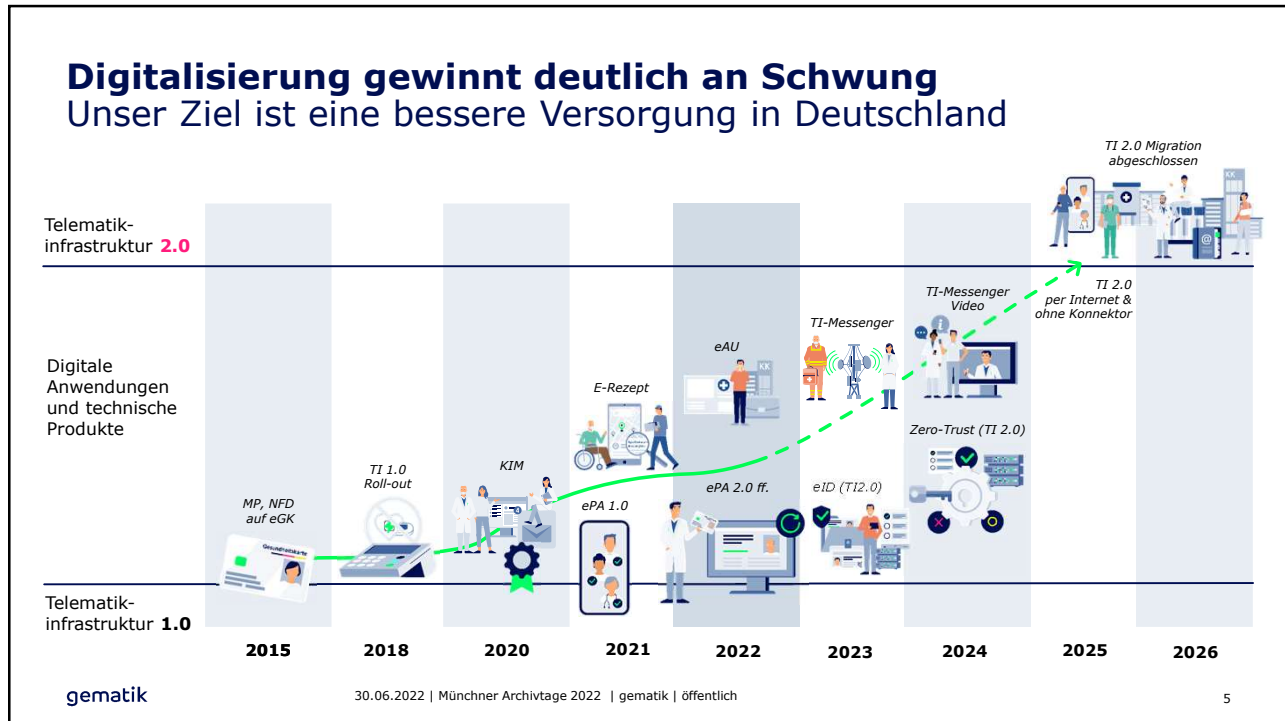 Digitalisierung gewinnt deutlich an Schwung
Unser Ziel ist eine bessere Versorgung in Deutschland
TI 2.0 Migration
abgeschlossen
KK
Telematik-
infrastruktur 2.0
TI 2.0
per Internet &
ohne Konnektor
TI-Messenger
Video
TI-Messenger
eAU
KK
Digitale
Anwendungen
und technische
Produkte
E-Rezept
Zero-Trust (TI 2.0)
KIM
TI 1.0
Roll-out
MP, NFD
auf eGK
ePA 1.0
ePA 2.0 ff.
eID (TI2.0)
Gesundheitskarte
Telematik-
infrastruktur 1.0
2015
2018
2020
2021
2022
2023
2024
2025
2026
gematik
30.06.2022 | Münchner Archivtage 2022 | gematik | öffentlich
5